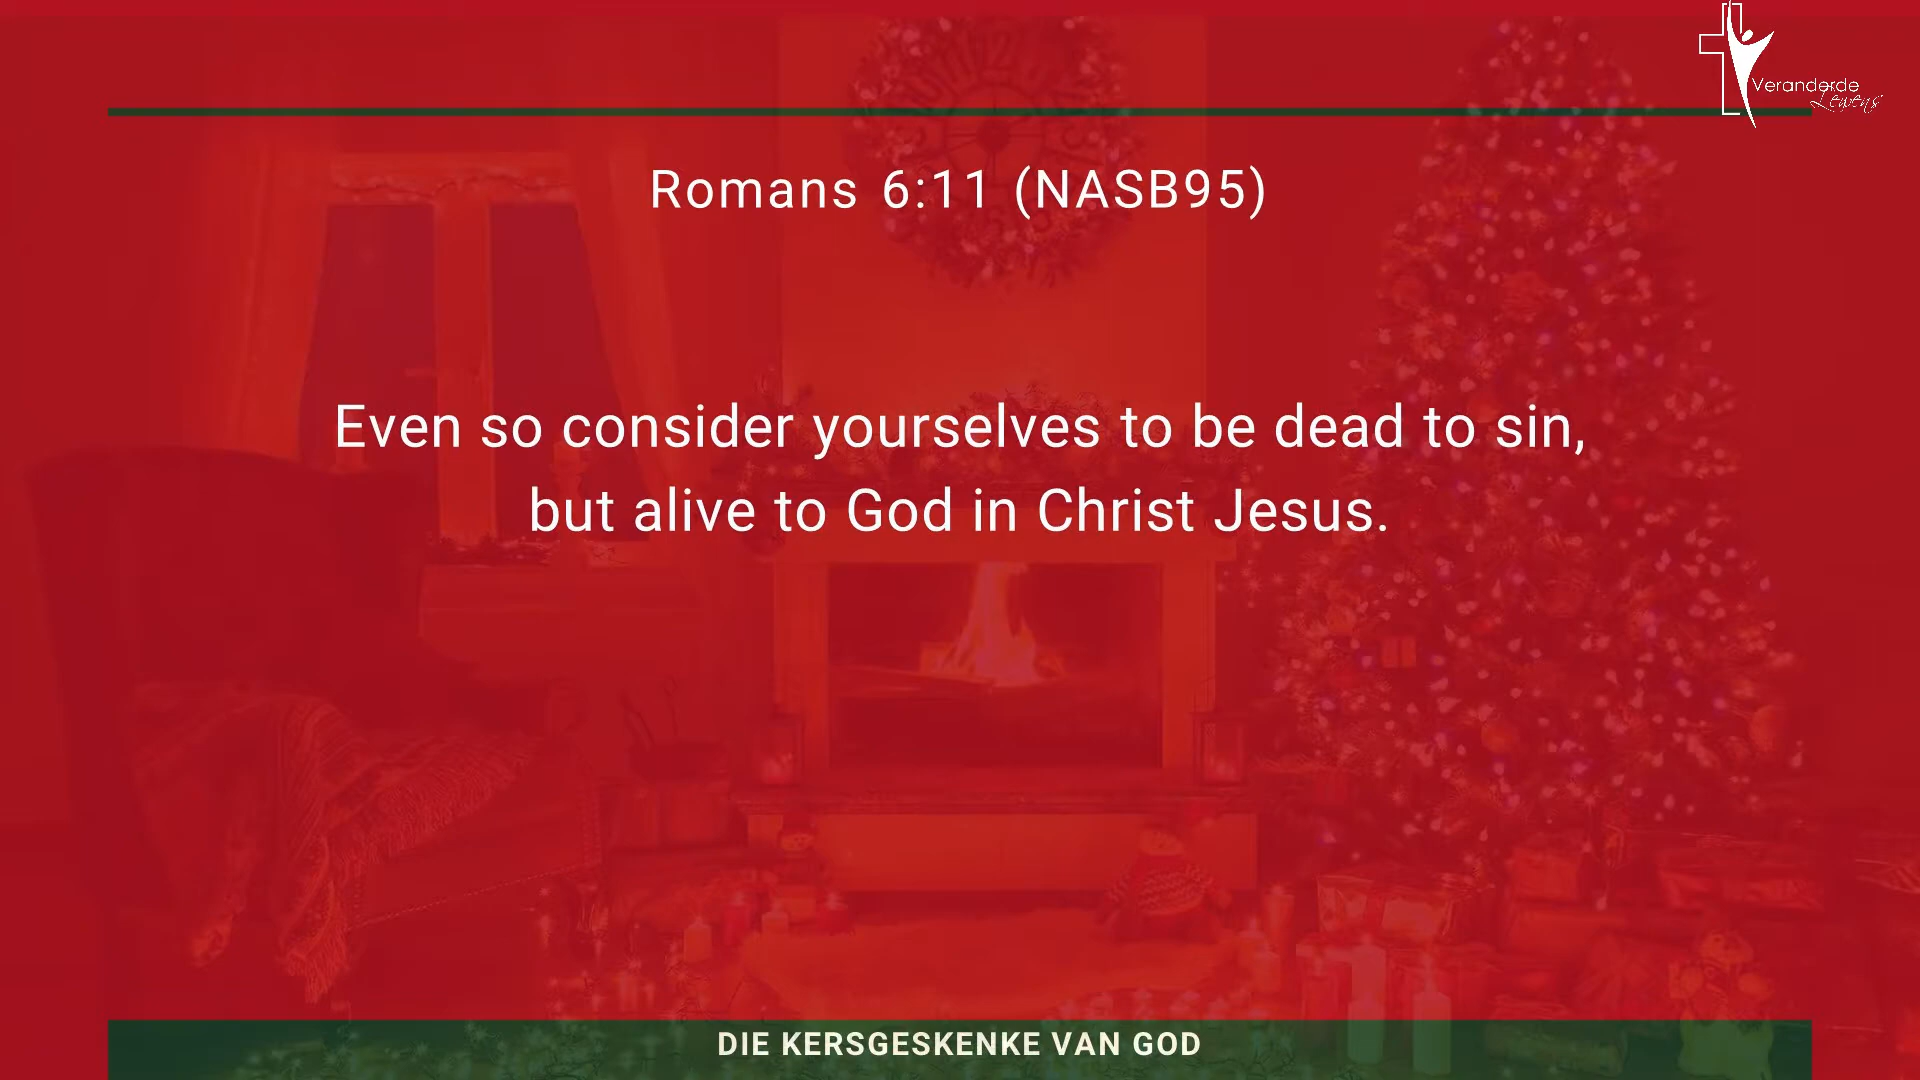 Veranderde
Lewens
Romans 6:11 (NASB95)
Even so consider yourselves to be dead to sin,
but alive to God in Christ Jesus.
DIE KERSGESKENKE VAN GOD